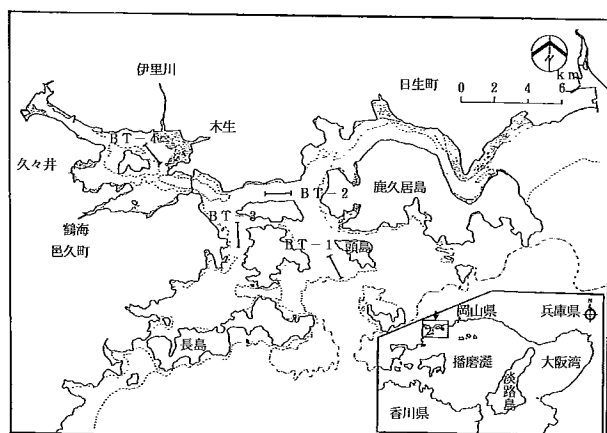 伊里川
日生町
N
km
0 2 4 6
木生
BT-
久々井
BT-2
鹿久居島
鶴海
邑久町
BT-3
BT-1
頭島
長島
岡山県
兵庫県
播磨灘
大阪湾
淡路島
香川県